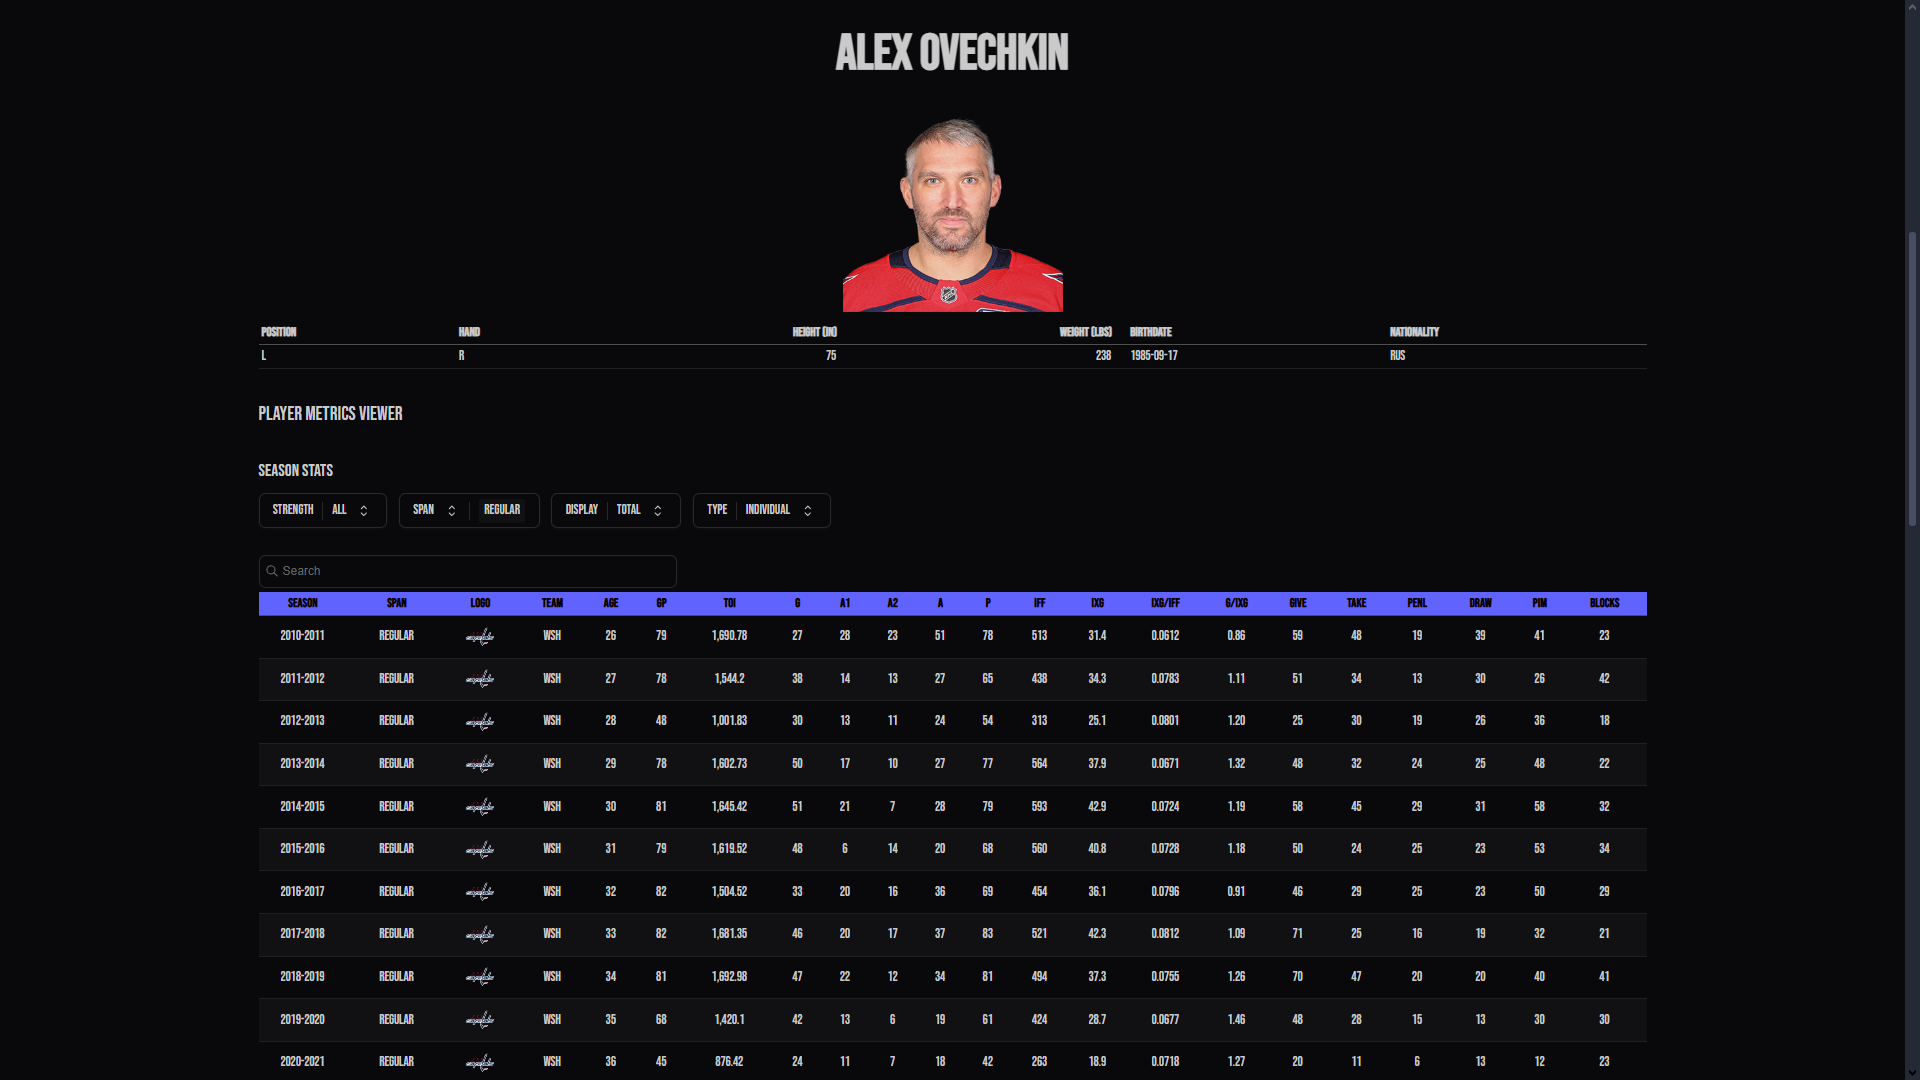 ALEX OVECHKIN
POSITION HAND HEIGHT (IN) WEIGHT (LBS) BIRTHDATE NATIONALITY
L R 75 238 1985-09-17 RUS
PLAYER METRICS VIEWER
SEASON STATS
STRENGTH ALL SPAN REGULAR DISPLAY TOTAL TYPE INDIVIDUAL
Search
SEASON SPAN LOGO TEAM AGE GP TOI G A1 A2 A P IFF IXG IXG/IFF G/IXG GIVE TAKE PENL DRAW PIM BLOCKS
2010-2011 REGULAR WSH 26 79 1,690.78 27 28 23 51 78 513 31.4 0.0612 0.86 59 48 19 39 41 23
2011-2012 REGULAR WSH 27 78 1,544.2 38 14 13 27 65 438 34.3 0.0783 1.11 51 34 13 30 26 42
2012-2013 REGULAR WSH 28 48 1,001.83 30 13 11 24 54 313 25.1 0.0801 1.20 25 30 19 26 36 18
2013-2014 REGULAR WSH 29 78 1,602.73 50 17 10 27 77 564 37.9 0.0671 1.32 48 32 24 25 48 22
2014-2015 REGULAR WSH 30 81 1,645.42 51 21 7 28 79 593 42.9 0.0724 1.19 58 45 29 31 58 32
2015-2016 REGULAR WSH 31 79 1,619.52 48 6 14 20 68 560 40.8 0.0728 1.18 50 24 25 23 53 34
2016-2017 REGULAR WSH 32 82 1,504.52 33 20 16 36 69 454 36.1 0.0796 0.91 46 29 25 23 50 29
2017-2018 REGULAR WSH 33 82 1,681.35 46 20 17 37 83 521 42.3 0.0812 1.09 71 25 16 19 32 21
2018-2019 REGULAR WSH 34 81 1,692.98 47 22 12 34 81 494 37.3 0.0755 1.26 70 47 20 20 40 41
2019-2020 REGULAR WSH 35 68 1,420.1 42 13 6 19 61 424 28.7 0.0677 1.46 48 28 15 13 30 30
2020-2021 REGULAR WSH 36 45 876.42 24 11 7 18 42 263 18.9 0.0718 1.27 20 11 6 13 12 23